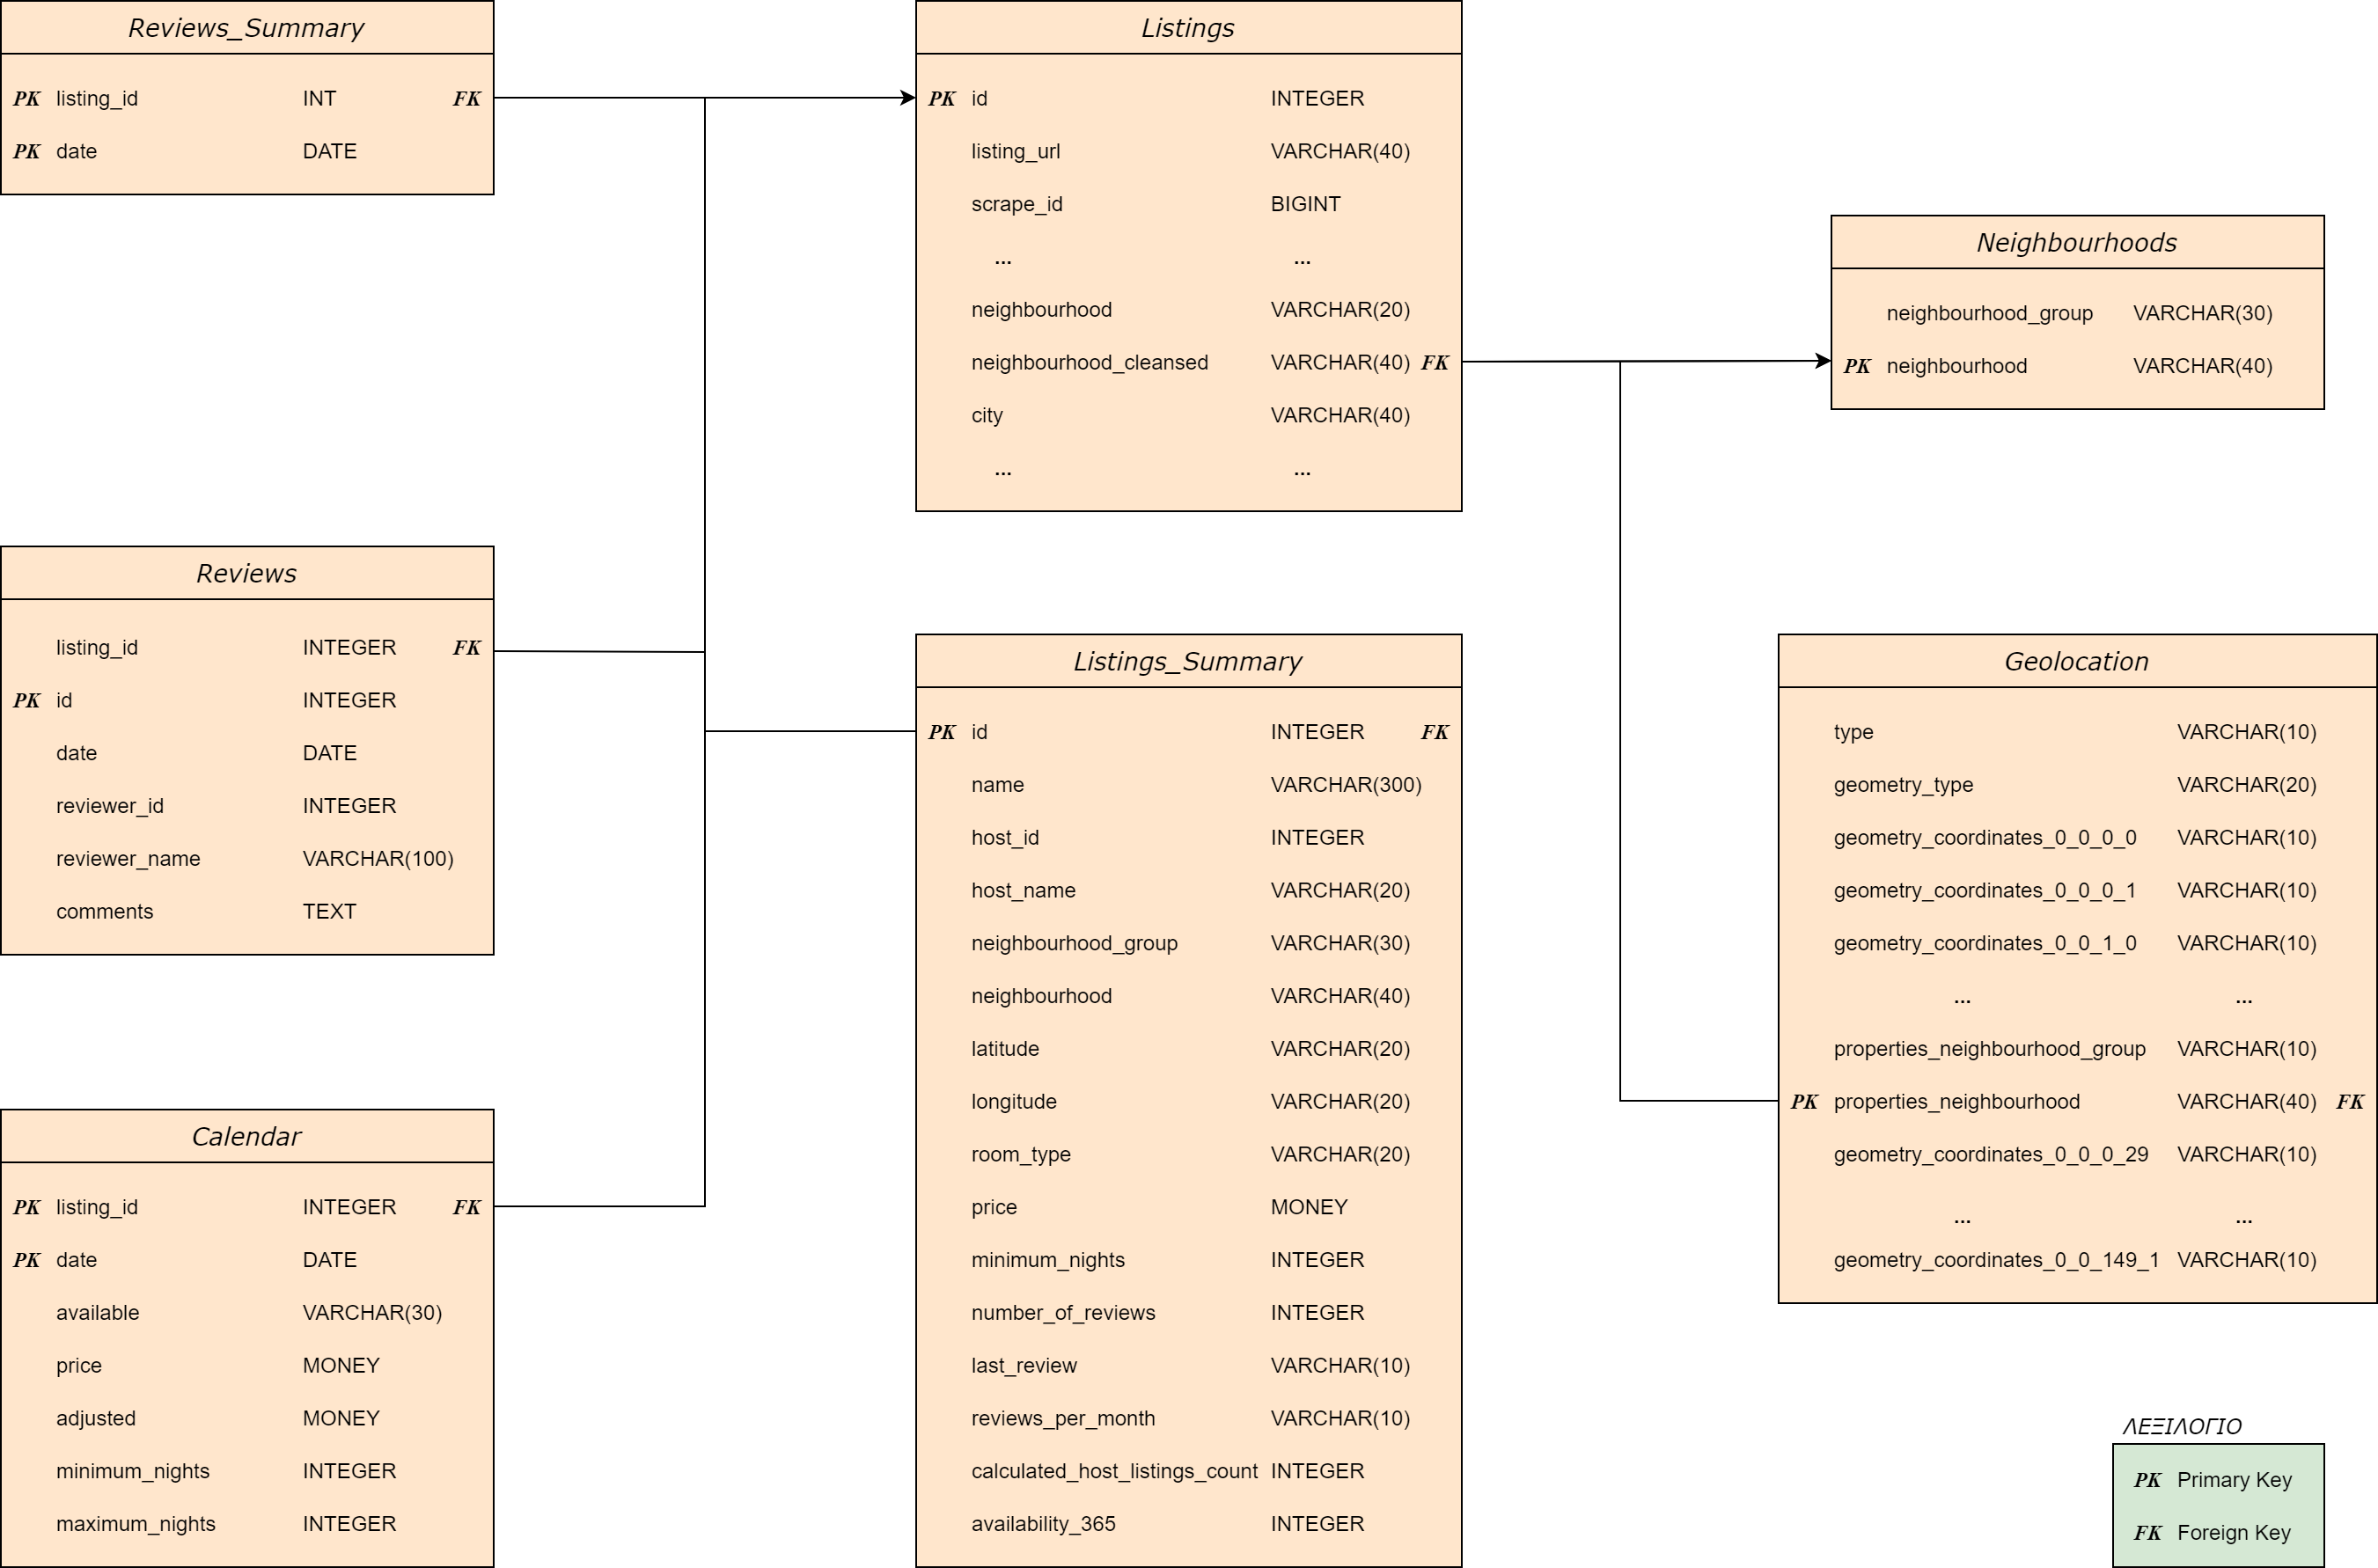 Reviews_Summary
PK listing_id INT FK
PK date DATE
Listings
PK id INTEGER
listing_url VARCHAR(40)
scrape_id BIGINT
... ...
neighbourhood VARCHAR(20)
neighbourhood_cleansed VARCHAR(40) FK
city VARCHAR(40)
... ...
Neighbourhoods
neighbourhood_group VARCHAR(30)
PK neighbourhood VARCHAR(40)
Reviews
listing_id INTEGER FK
PK id INTEGER
date DATE
reviewer_id INTEGER
reviewer_name VARCHAR(100)
comments TEXT
Listings_Summary
PK id INTEGER FK
name VARCHAR(300)
host_id INTEGER
host_name VARCHAR(20)
neighbourhood_group VARCHAR(30)
neighbourhood VARCHAR(40)
latitude VARCHAR(20)
longitude VARCHAR(20)
room_type VARCHAR(20)
price MONEY
minimum_nights INTEGER
number_of_reviews INTEGER
last_review VARCHAR(10)
reviews_per_month VARCHAR(10)
calculated_host_listings_count INTEGER
availability_365 INTEGER
Geolocation
type VARCHAR(10)
geometry_type VARCHAR(20)
geometry_coordinates_0_0_0_0 VARCHAR(10)
geometry_coordinates_0_0_0_1 VARCHAR(10)
geometry_coordinates_0_0_1_0 VARCHAR(10)
... ...
properties_neighbourhood_group VARCHAR(10)
PK properties_neighbourhood VARCHAR(40) FK
geometry_coordinates_0_0_0_29 VARCHAR(10)
... ...
geometry_coordinates_0_0_149_1 VARCHAR(10)
Calendar
PK listing_id INTEGER FK
PK date DATE
available VARCHAR(30)
price MONEY
adjusted MONEY
minimum_nights INTEGER
maximum_nights INTEGER
ΛΕΞΙΛΟΓΙΟ
PK Primary Key
FK Foreign Key